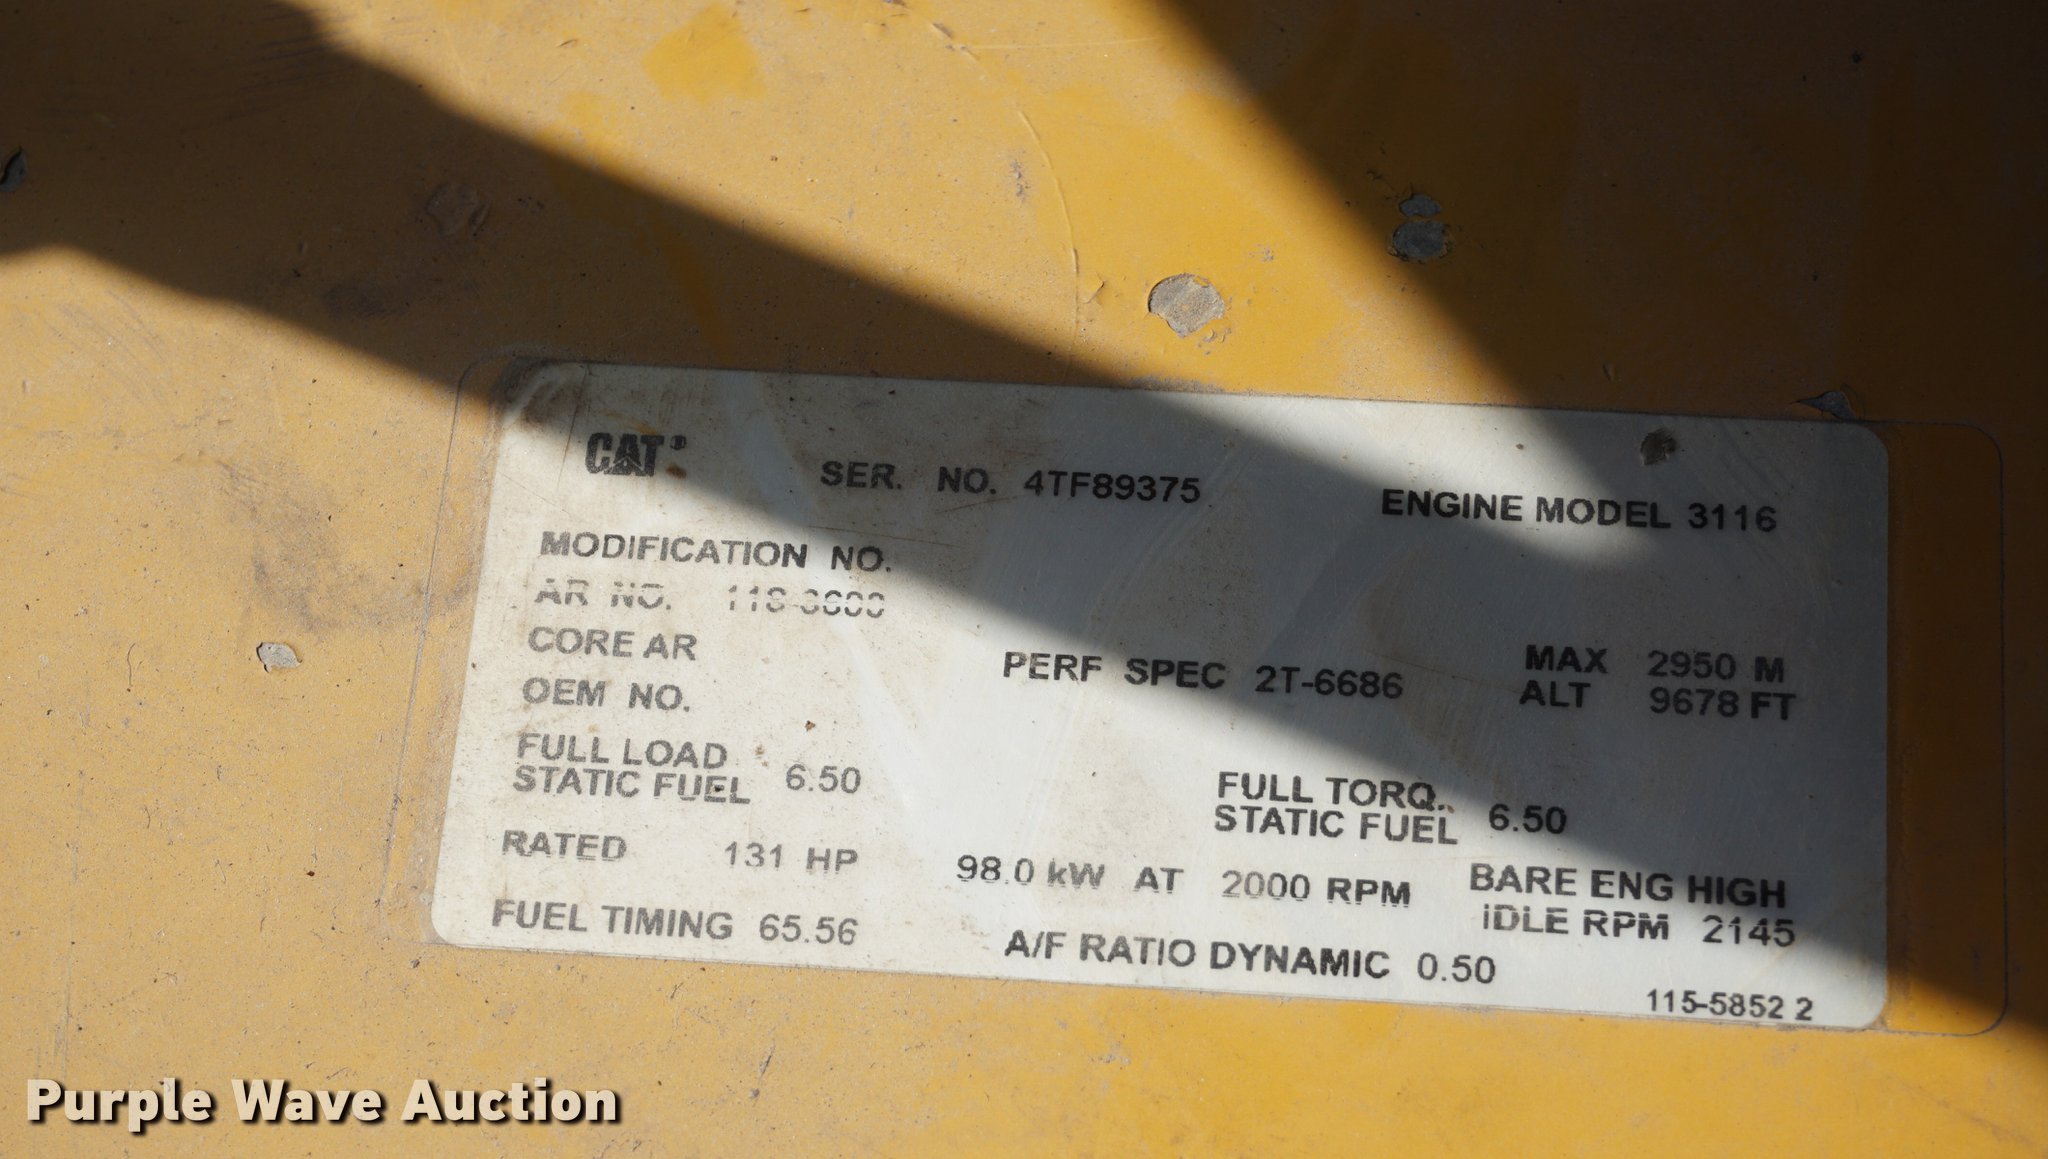 CAT
SER. NO. 4TF89375
ENGINE MODEL 3116
MODIFICATION NO.
AR NO.
CORE AR
OEM NO.
PERF SPEC 2T-6686
MAX 2950 M
ALT 9678 FT
FULL LOAD
STATIC FUEL 6.50
FULL TORQ.
STATIC FUEL 6.50
RATED 131 HP 98.0 kW AT 2000 RPM
BARE ENG HIGH
IDLE RPM 2145
FUEL TIMING 65.56
A/F RATIO DYNAMIC 0.50
115-5852 2
Purple Wave Auction